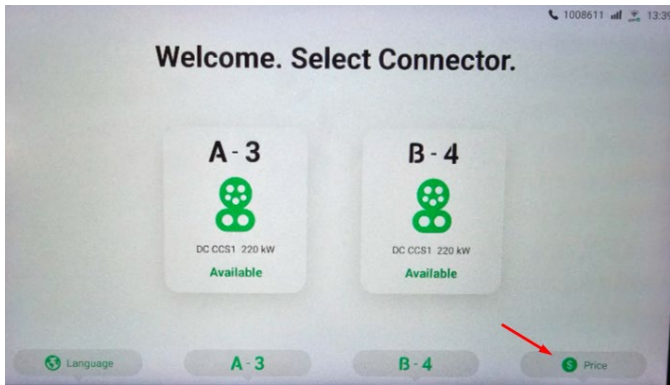 1008611 13:39
Welcome. Select Connector.
A - 3
DC CCS1 220 kW
Available
B - 4
DC CCS1 220 kW
Available
Language
A - 3
B - 4
$ Price